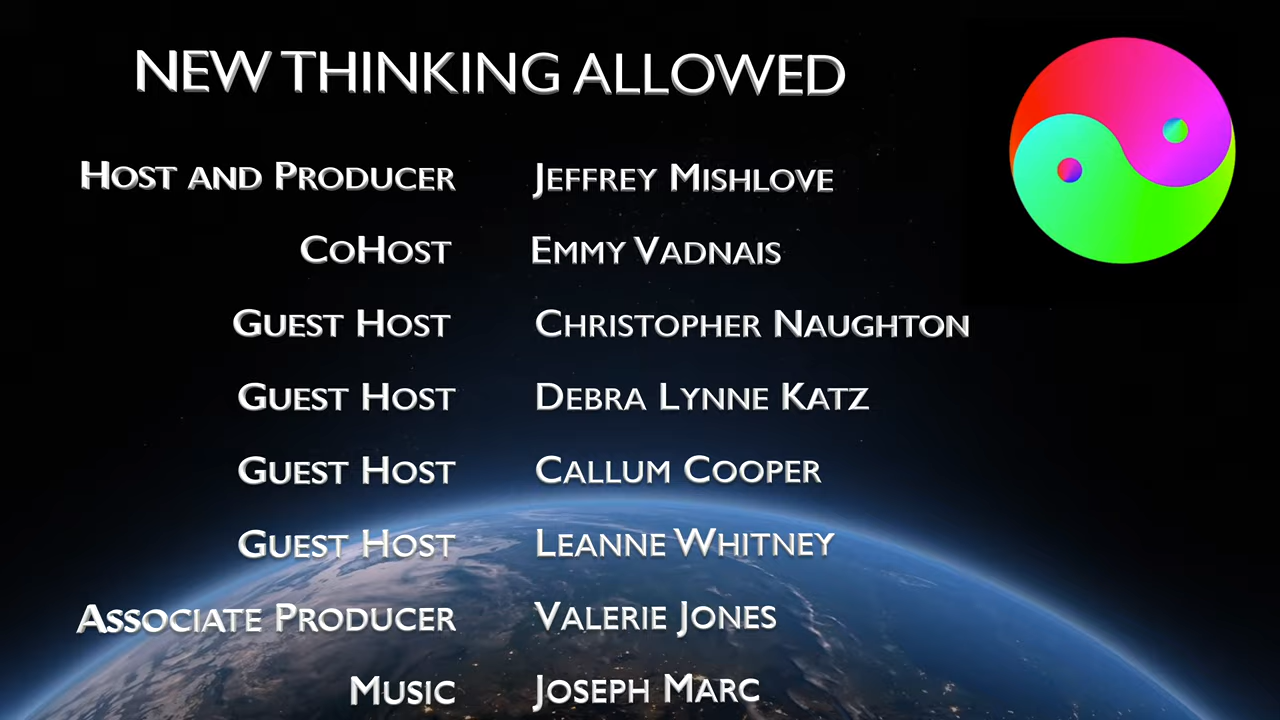 NEW THINKING ALLOWED
HOST AND PRODUCER JEFFREY MISHLOVE
COHOST EMMY VADNAIS
GUEST HOST CHRISTOPHER NAUGHTON
GUEST HOST DEBRA LYNNE KATZ
GUEST HOST CALLUM COOPER
GUEST HOST LEANNE WHITNEY
ASSOCIATE PRODUCER VALERIE JONES
MUSIC JOSEPH MARC